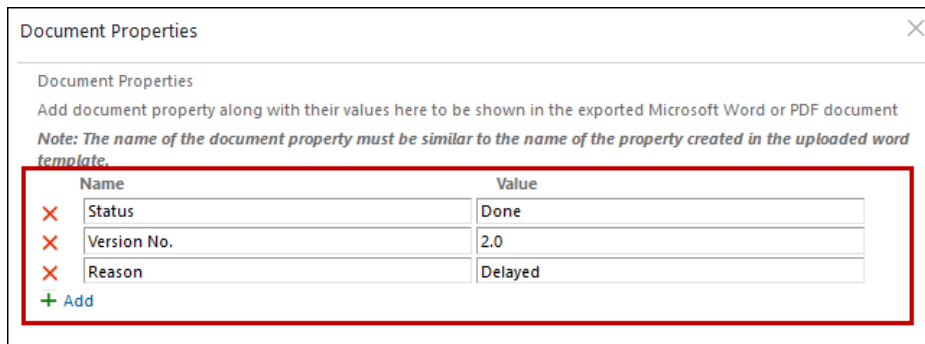 Document Properties
Document Properties
Add document property along with their values here to be shown in the exported Microsoft Word or PDF document
Note: The name of the document property must be similar to the name of the property created in the uploaded word
template.
Name Value
Status Done
Version No. 2.0
Reason Delayed
+ Add